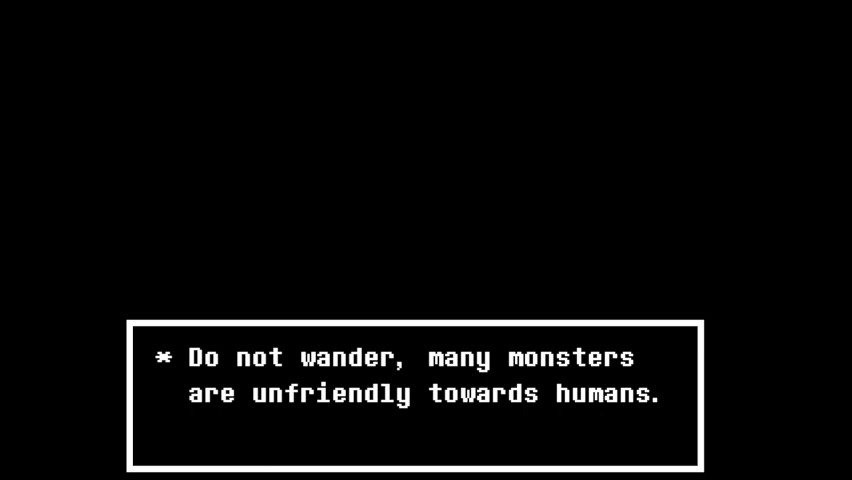 * Do not wander, many monsters
are unfriendly towards humans.